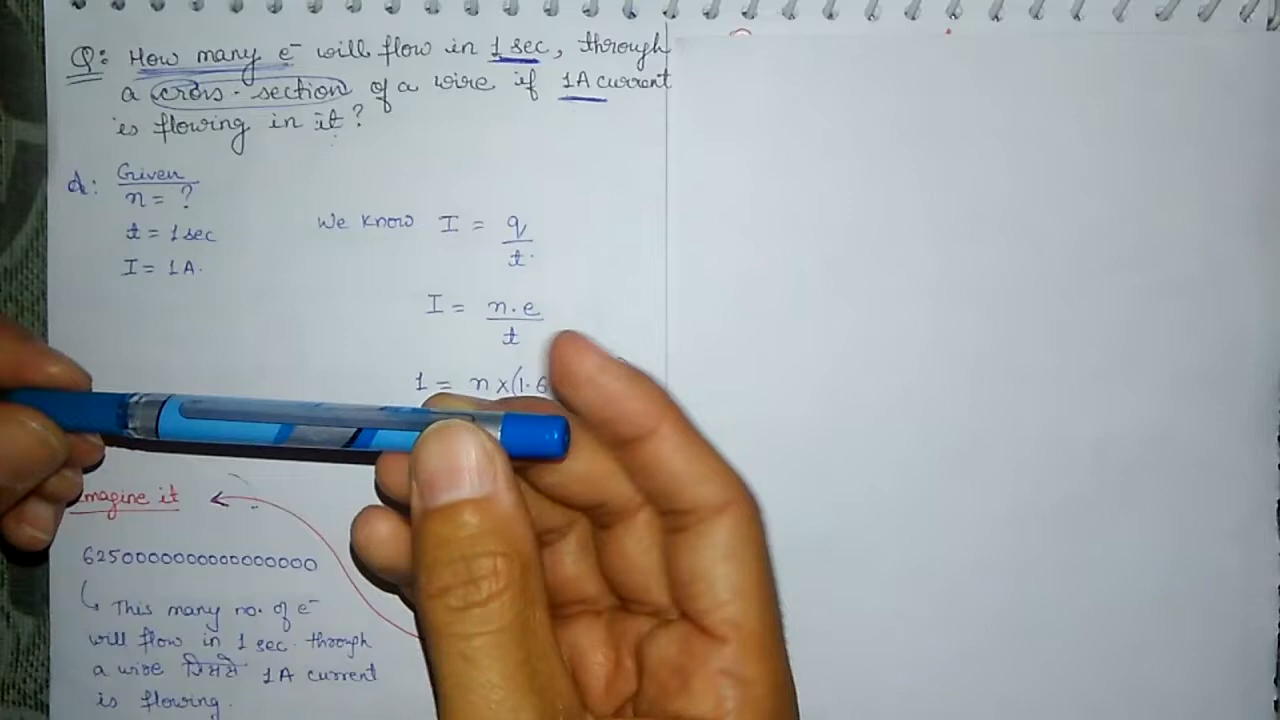 Q: How many e⁻ will flow in 1 sec, through
a cross-section of a wire if 1A current
is flowing in it?
A: Given
n = ?
t = 1 sec
I = 1A.
We know I = q/t
I = n.e/t
1 = n×(1.6
imagine it
6250000000000000000
This many no. of e⁻
will flow in 1 sec. through
a wire जिसमे 1A current
is flowing.